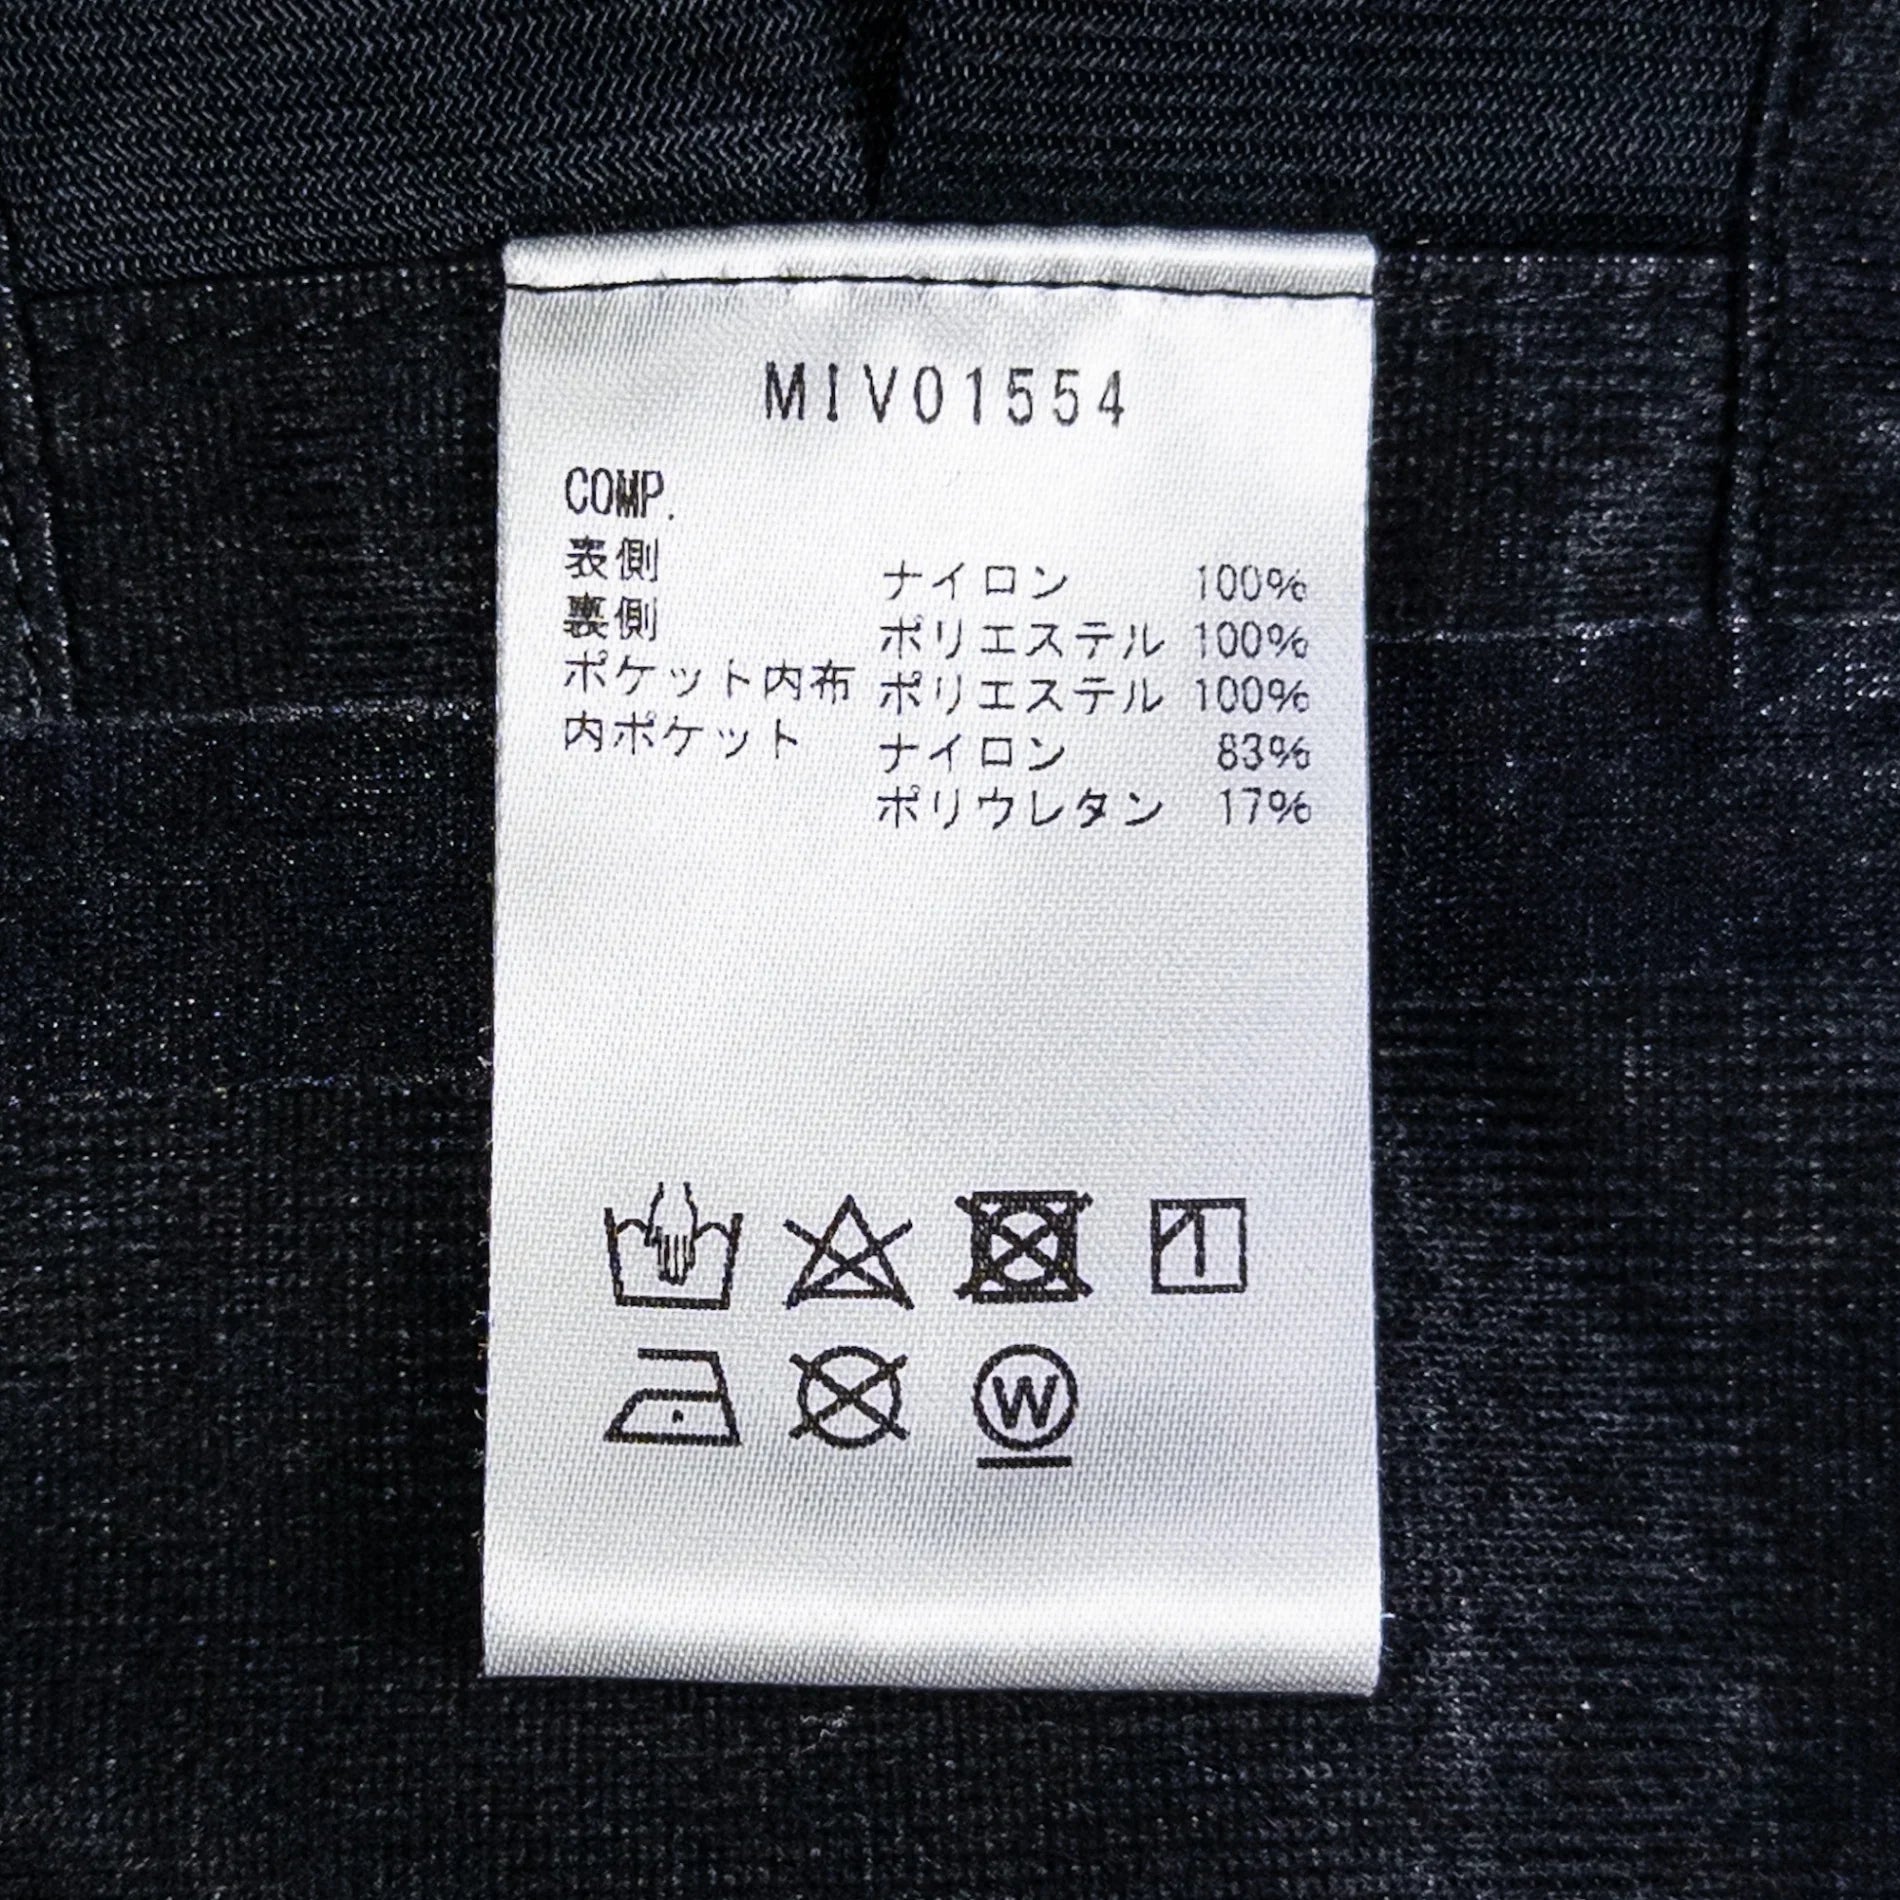 MIV01554
COMP.
表側 ナイロン 100%
裏側 ポリエステル 100%
ポケット内布 ポリエステル 100%
内ポケット ナイロン 83%
ポリウレタン 17%
W